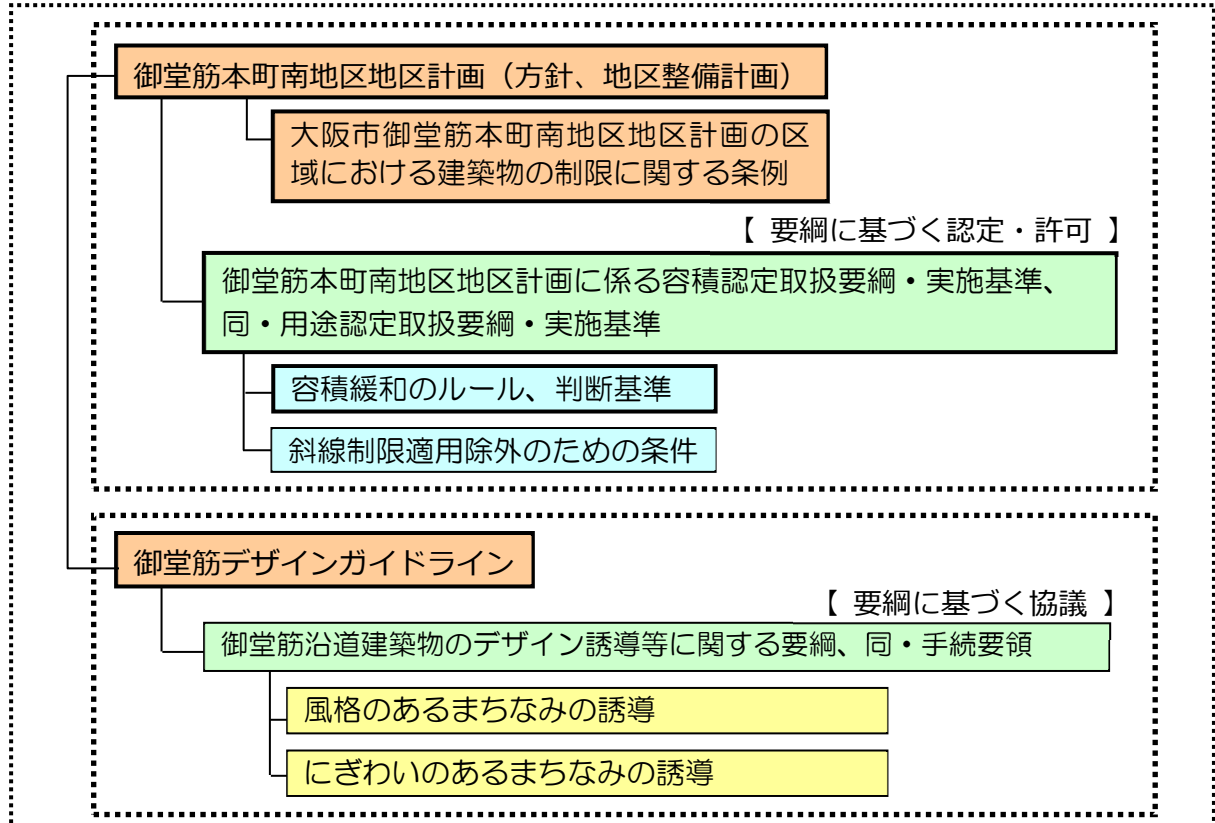 御堂筋本町南地区地区計画（方針、地区整備計画）
大阪市御堂筋本町南地区地区計画の区
域における建築物の制限に関する条例
【 要綱に基づく認定・許可 】
御堂筋本町南地区地区計画に係る容積認定取扱要綱・実施基準、
同・用途認定取扱要綱・実施基準
容積緩和のルール、判断基準
斜線制限適用除外のための条件
御堂筋デザインガイドライン
【 要綱に基づく協議 】
御堂筋沿道建築物のデザイン誘導等に関する要綱、同・手続要領
風格のあるまちなみの誘導
にぎわいのあるまちなみの誘導